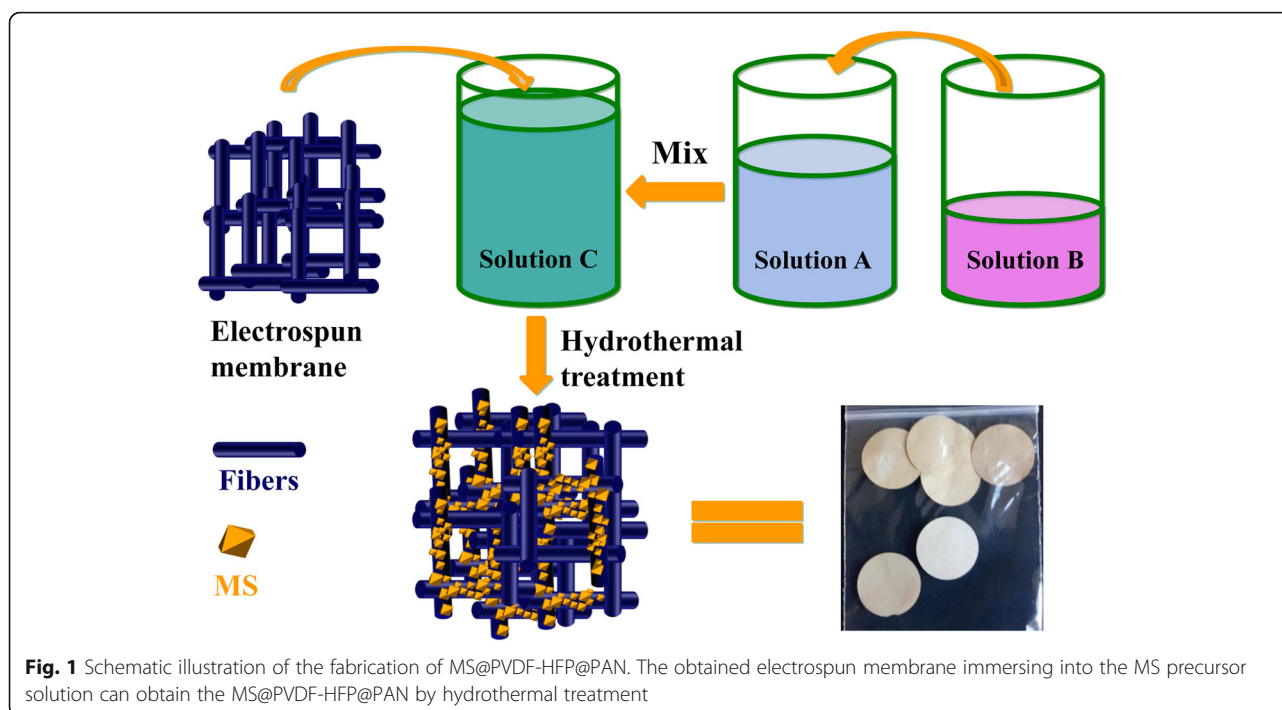 Mix
Solution C
Solution A
Solution B
Electrospun
membrane
Hydrothermal
treatment
Fibers
MS
Fig. 1 Schematic illustration of the fabrication of MS@PVDF-HFP@PAN. The obtained electrospun membrane immersing into the MS precursor
solution can obtain the MS@PVDF-HFP@PAN by hydrothermal treatment